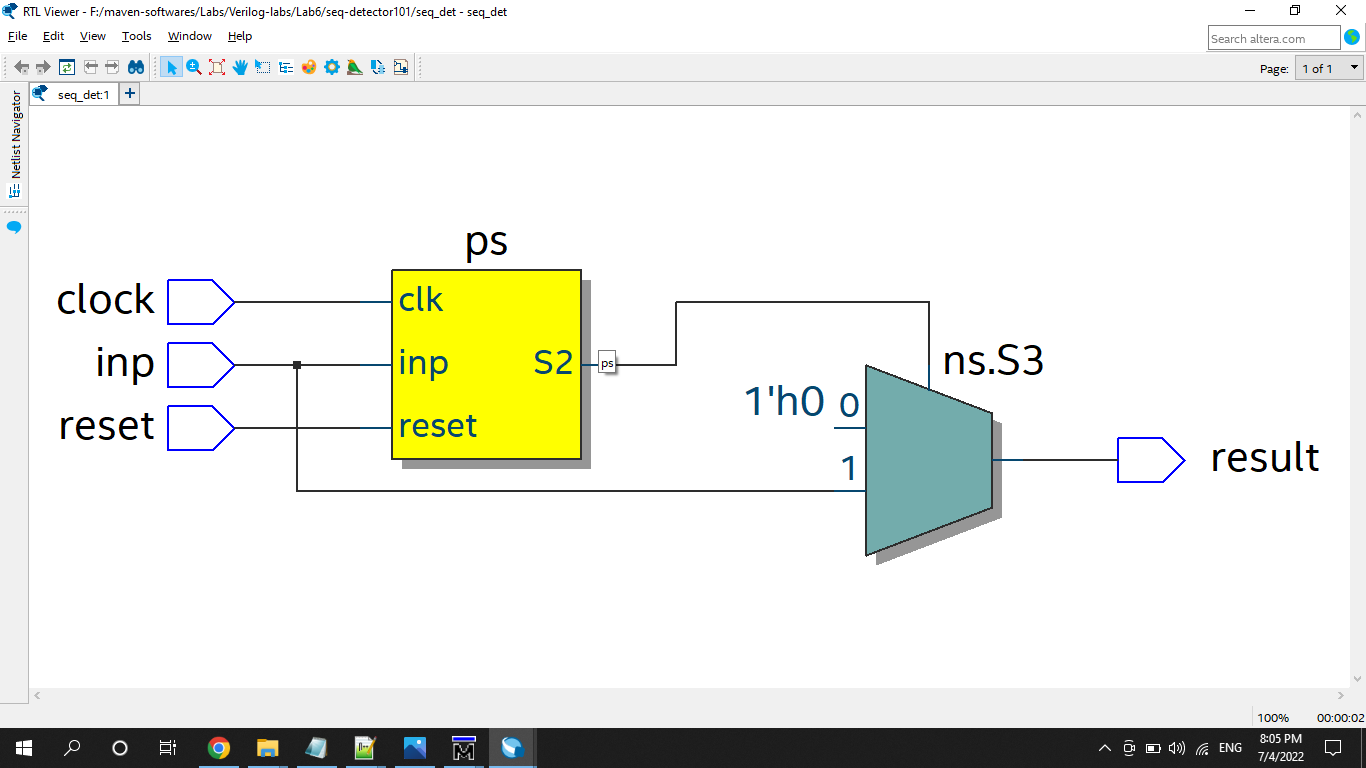 RTL Viewer - F:/maven-softwares/Labs/Verilog-labs/Lab6/seq-detector101/seq_det - seq_det
File Edit View Tools Window Help
Search altera.com
Page: 1 of 1
seq_det:1
Netlist Navigator
ps
clock
clk
inp
inp
S2
ps
reset
reset
ns.S3
1'h0
0
1
result
100%
00:00:02
ENG
8:05 PM
7/4/2022